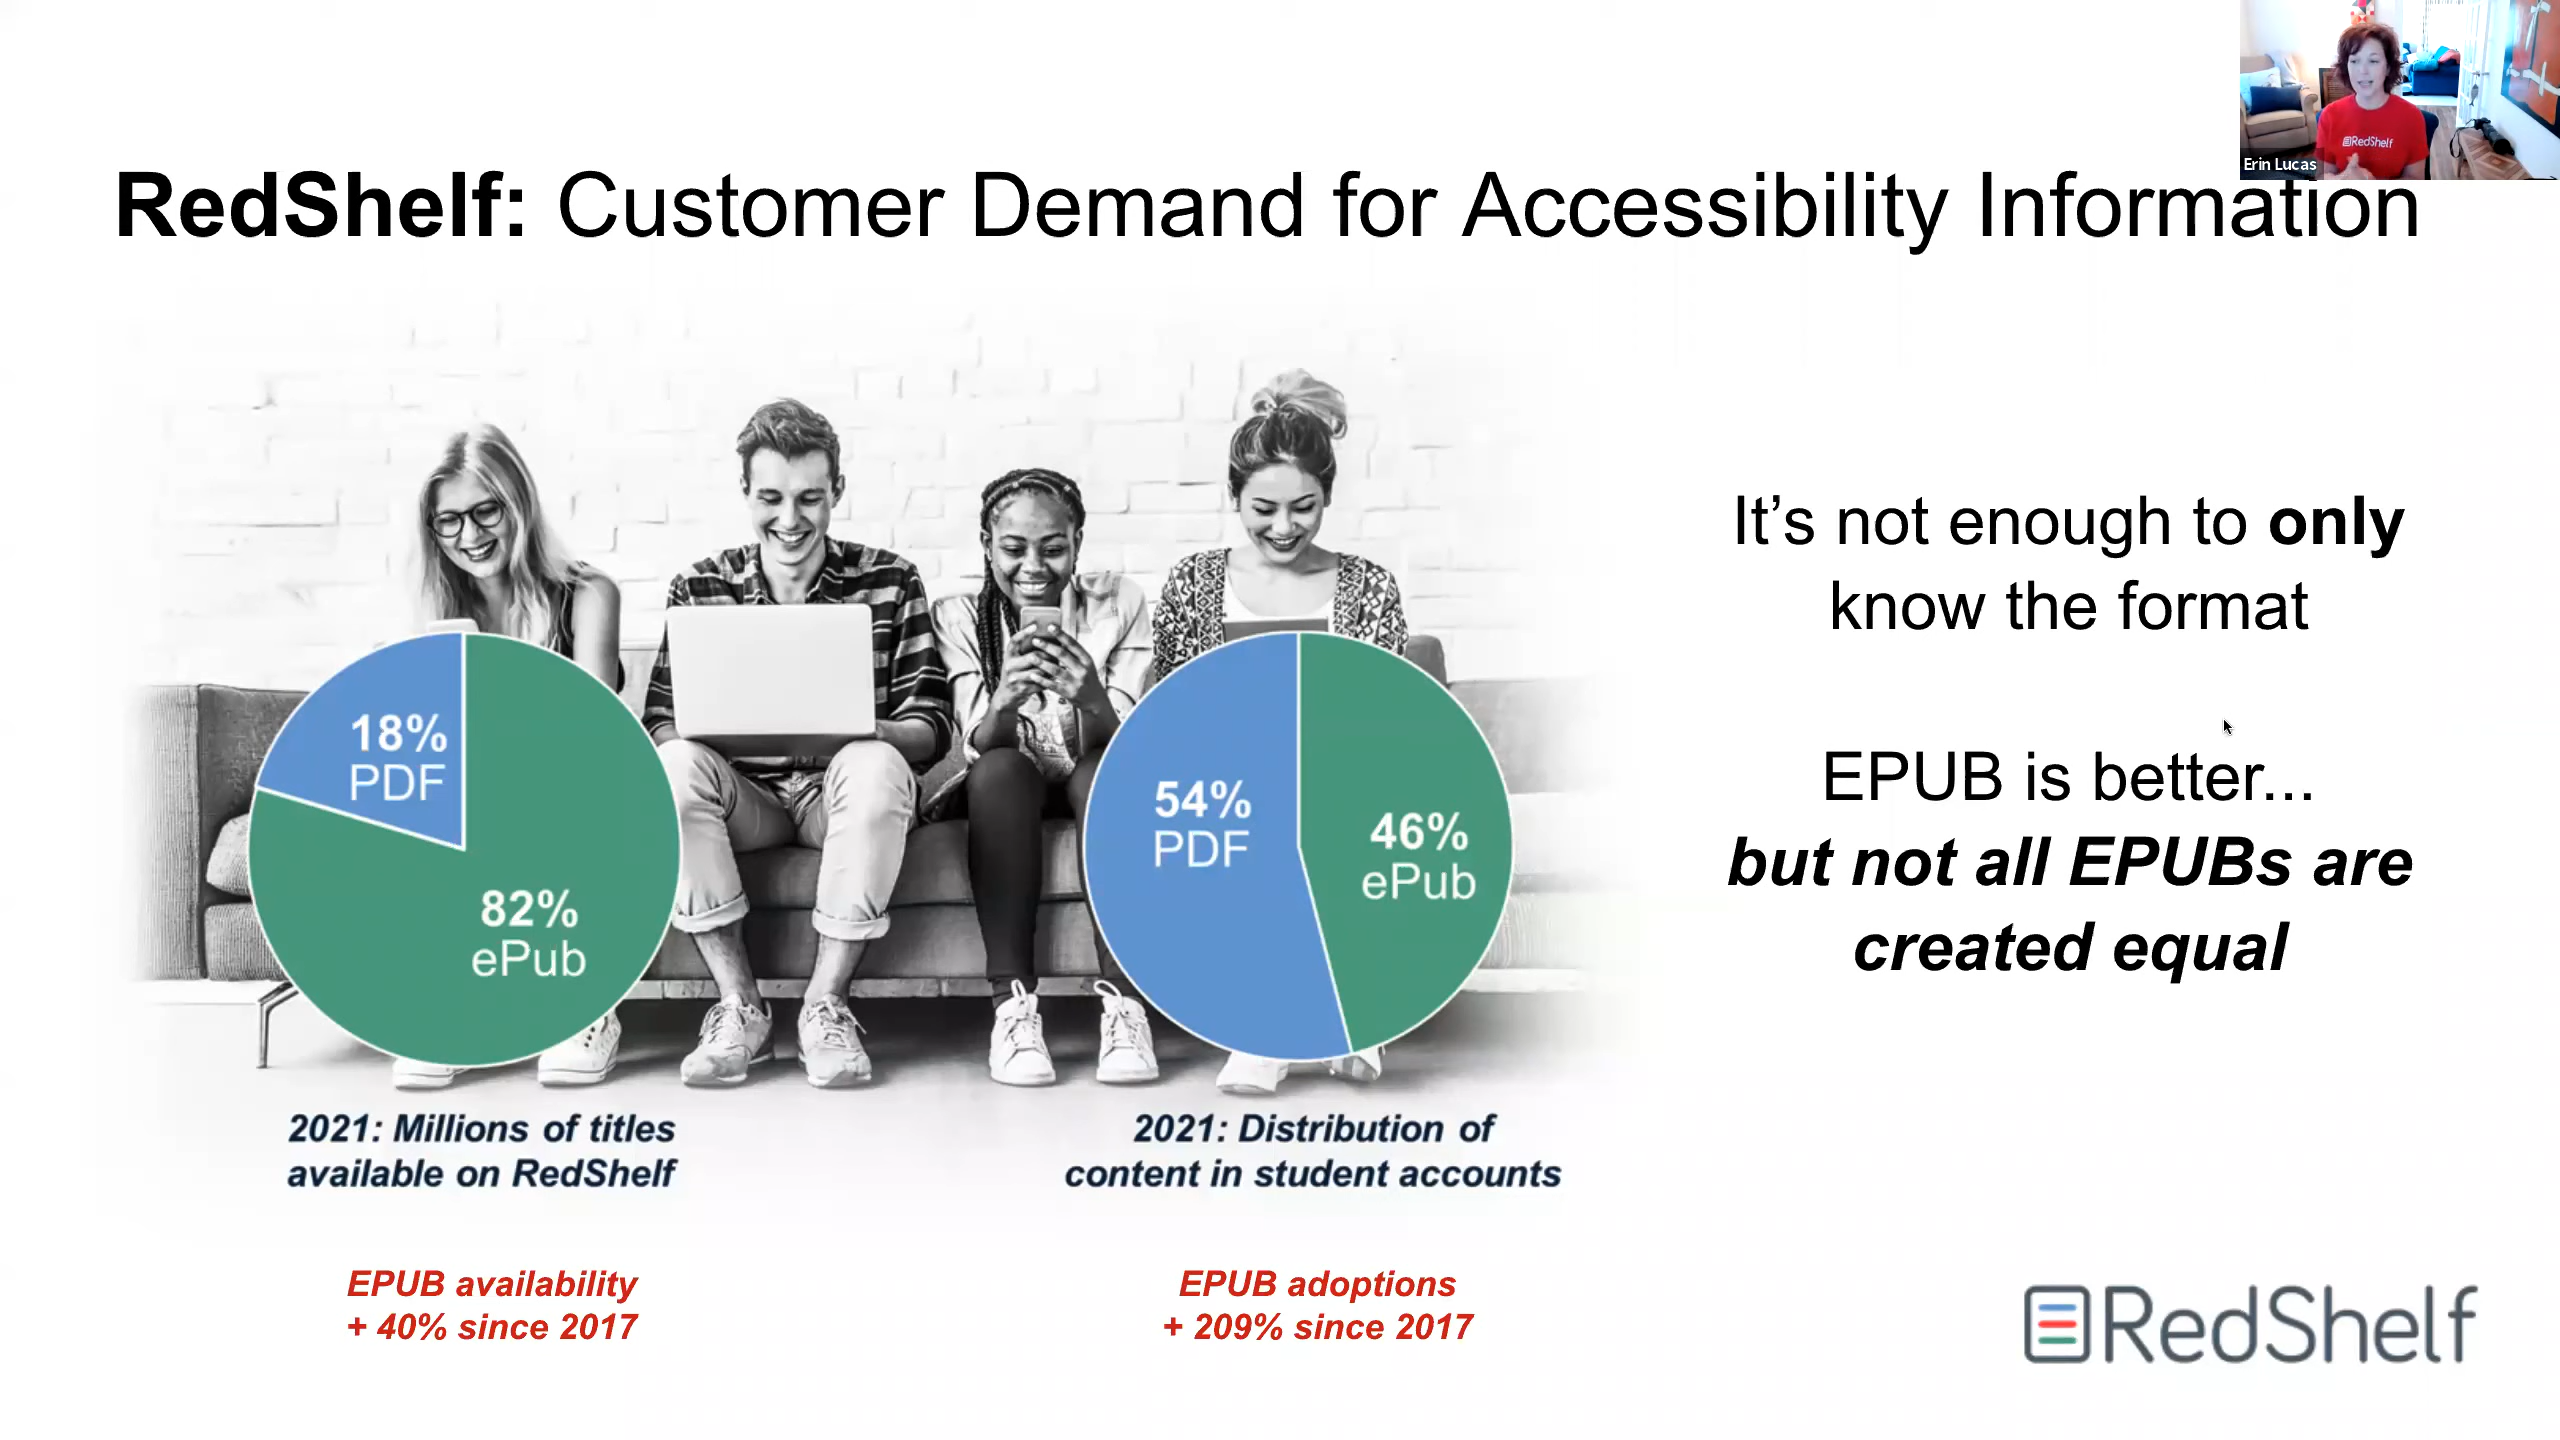 RedShelf
Erin Lucas
RedShelf: Customer Demand for Accessibility Information
It’s not enough to only
know the format
EPUB is better...
but not all EPUBs are
created equal
18%
PDF
82%
ePub
54%
PDF
46%
ePub
2021: Millions of titles
available on RedShelf
2021: Distribution of
content in student accounts
EPUB availability
+ 40% since 2017
EPUB adoptions
+ 209% since 2017
RedShelf